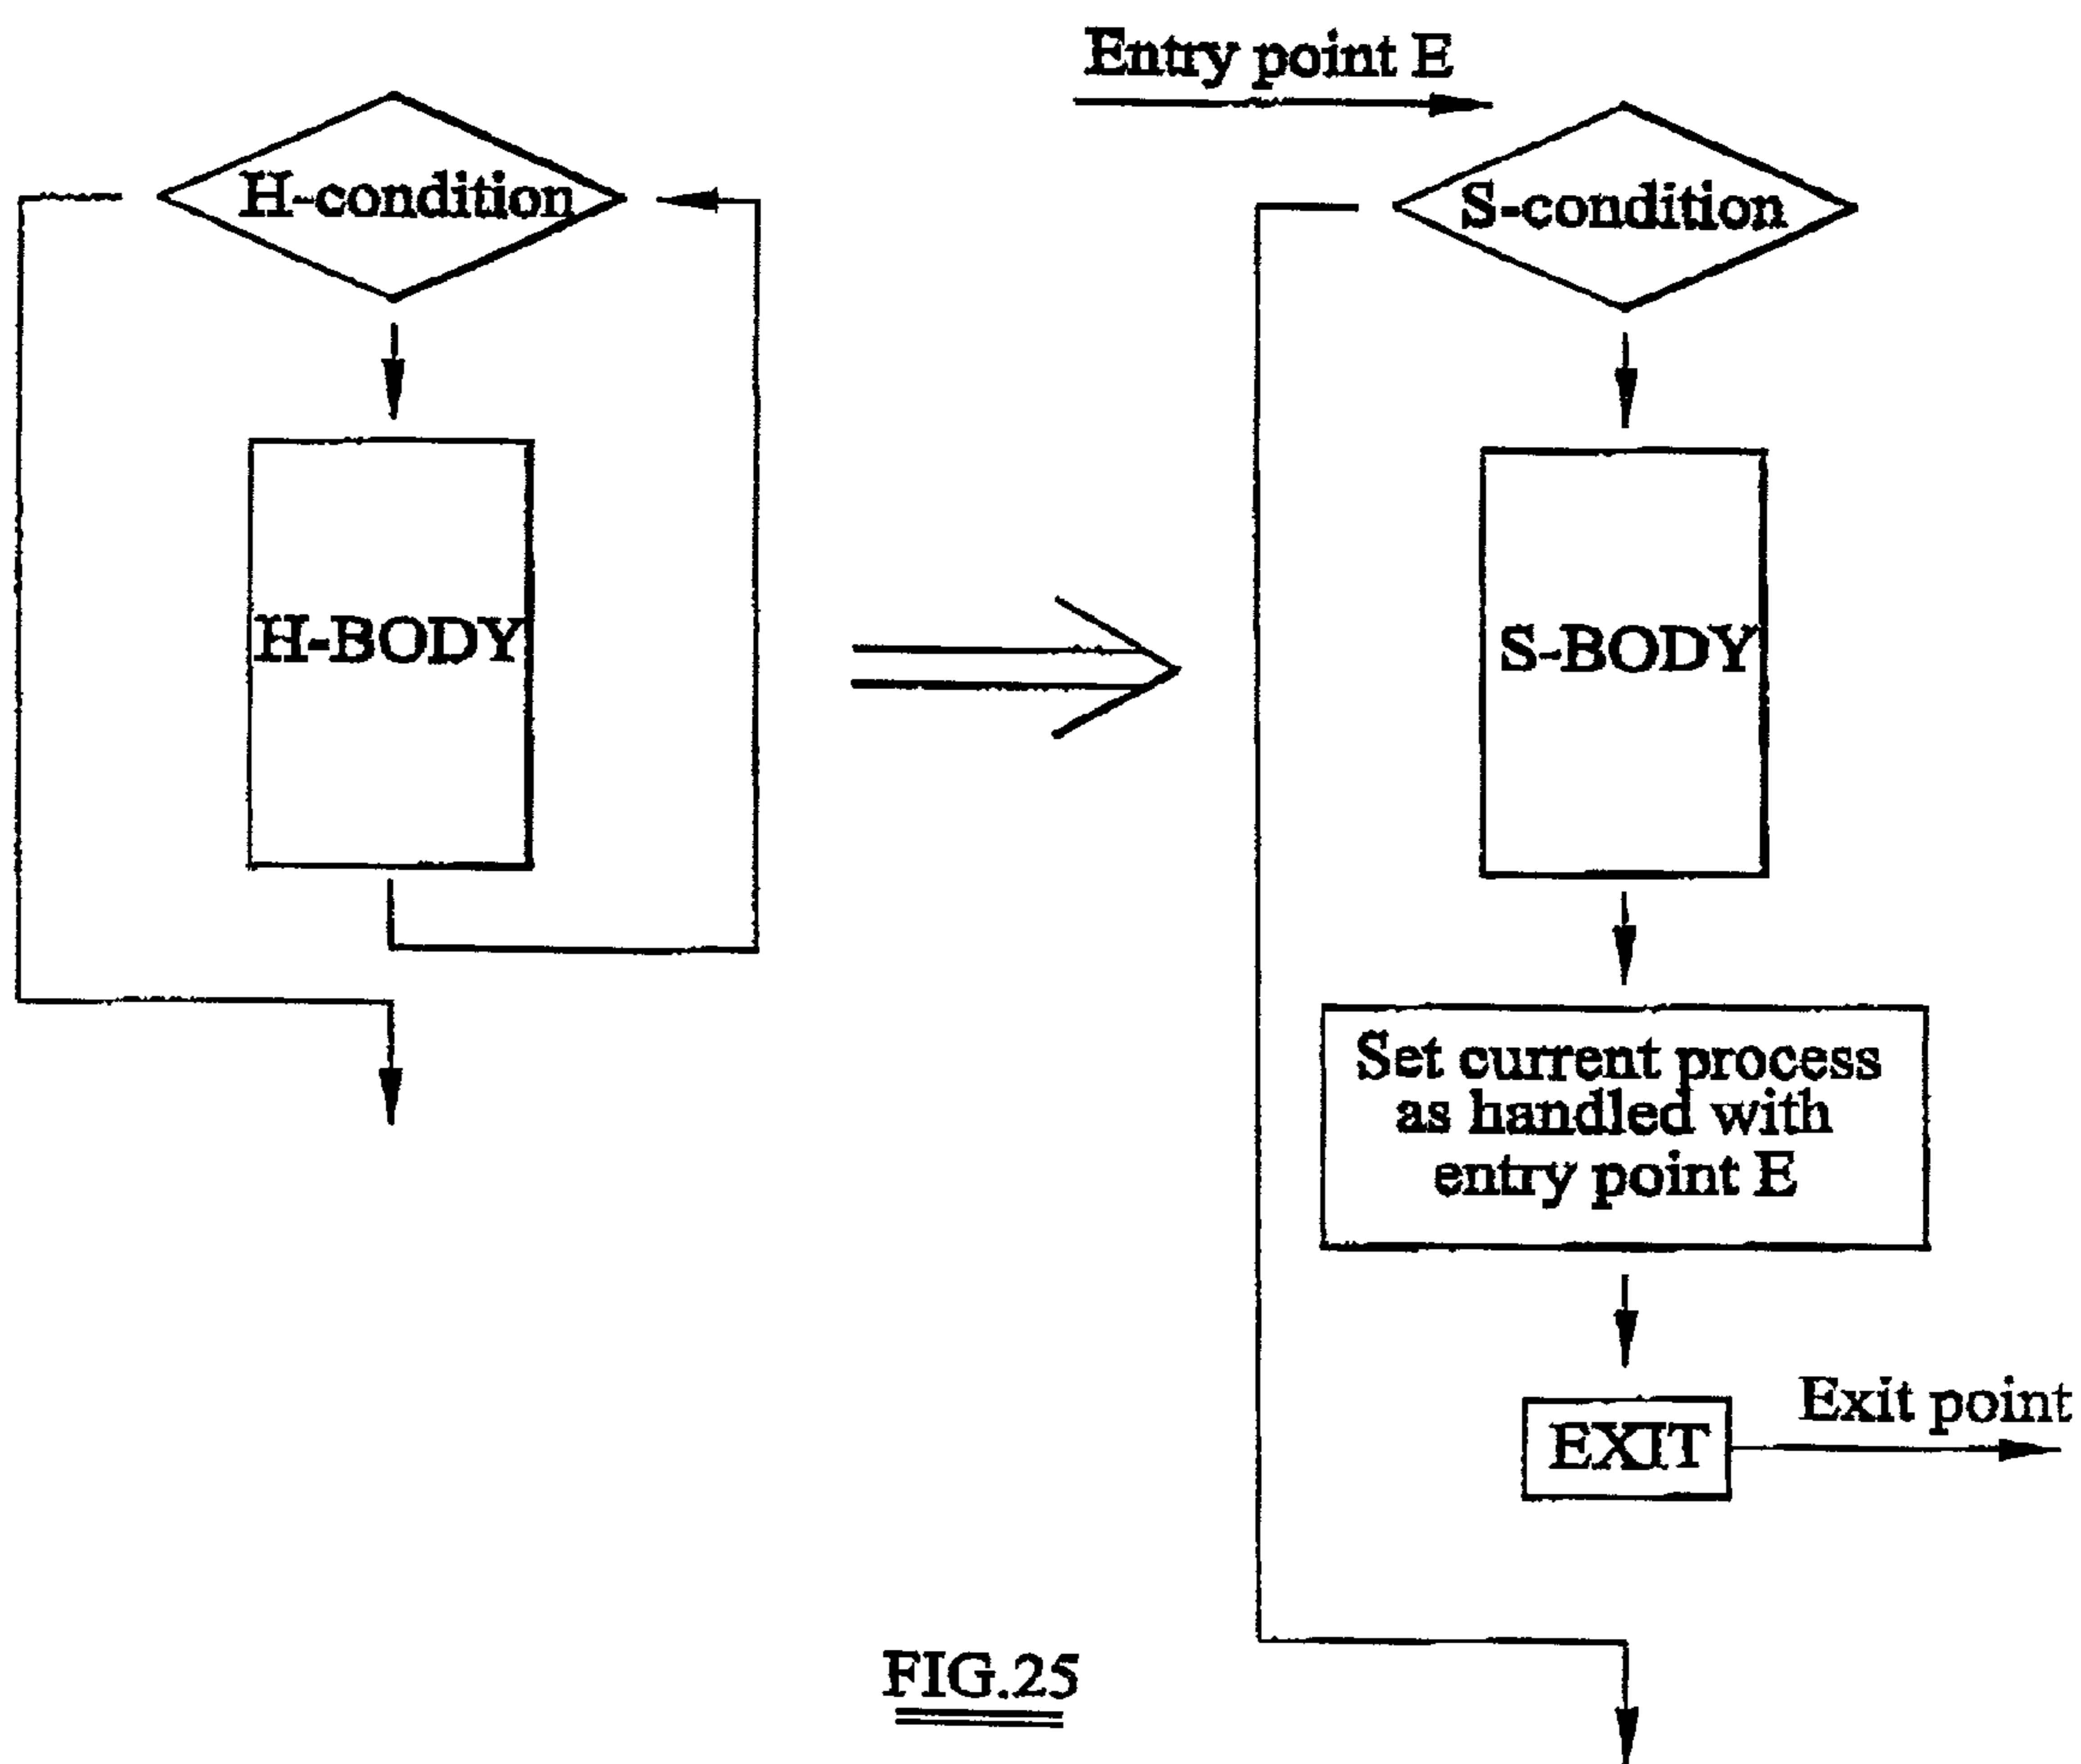 H-condition
H-BODY
Entry point E
S-condition
S-BODY
Set current process
as handled with
entry point E
EXIT
Exit point
FIG.25